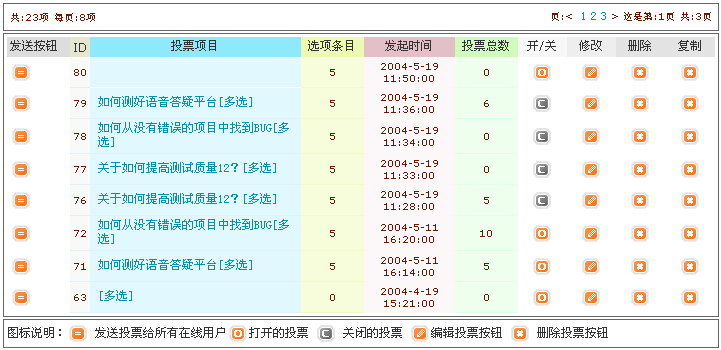 共:23项 每页:8项
页:< 1 2 3 > 这是第:1页 共:3页
发送按钮 ID 投票项目 选项条目 发起时间 投票总数 开/关 修改 删除 复制
80 5 2004-5-19 11:50:00 0
79 如何测好语音答疑平台[多选] 5 2004-5-19 11:36:00 6
78 如何从没有错误的项目中找到BUG[多选] 5 2004-5-19 11:34:00 0
77 关于如何提高测试质量12? [多选] 5 2004-5-19 11:33:00 0
76 关于如何提高测试质量12? [多选] 5 2004-5-19 11:28:00 5
72 如何从没有错误的项目中找到BUG[多选] 5 2004-5-11 16:20:00 10
71 如何测好语音答疑平台[多选] 5 2004-5-11 16:14:00 5
63 [多选] 0 2004-4-19 15:21:00 0
图标说明: 发送投票给所有在线用户 打开的投票 关闭的投票 编辑投票按钮 删除投票按钮